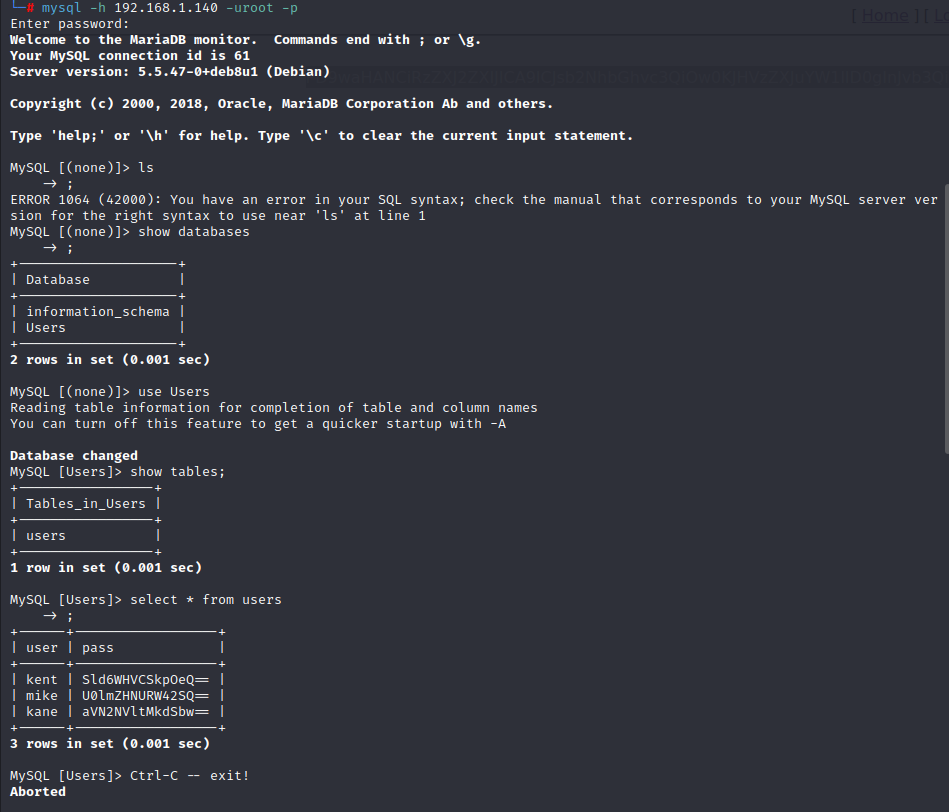 └─# mysql -h 192.168.1.140 -uroot -p
[ Home ] [
Enter password:
Welcome to the MariaDB monitor.  Commands end with ; or \g.
Your MySQL connection id is 61
Server version: 5.5.47-0+deb8u1 (Debian)
Copyright (c) 2000, 2018, Oracle, MariaDB Corporation Ab and others.
Type 'help;' or '\h' for help. Type '\c' to clear the current input statement.
MySQL [(none)]> ls
    -> ;
ERROR 1064 (42000): You have an error in your SQL syntax; check the manual that corresponds to your MySQL server ver
sion for the right syntax to use near 'ls' at line 1
MySQL [(none)]> show databases
    -> ;
+--------------------+
| Database           |
+--------------------+
| information_schema |
| Users              |
+--------------------+
2 rows in set (0.001 sec)
MySQL [(none)]> use Users
Reading table information for completion of table and column names
You can turn off this feature to get a quicker startup with -A
Database changed
MySQL [Users]> show tables;
+-----------------+
| Tables_in_Users |
+-----------------+
| users           |
+-----------------+
1 row in set (0.001 sec)
MySQL [Users]> select * from users
    -> ;
+------+------------------+
| user | pass             |
+------+------------------+
| kent | Sld6WHVCSkpOeQ== |
| mike | U0lmZHNURW42SQ== |
| kane | aVN2NVltMkdSbw== |
+------+------------------+
3 rows in set (0.001 sec)
MySQL [Users]> Ctrl-C -- exit!
Aborted